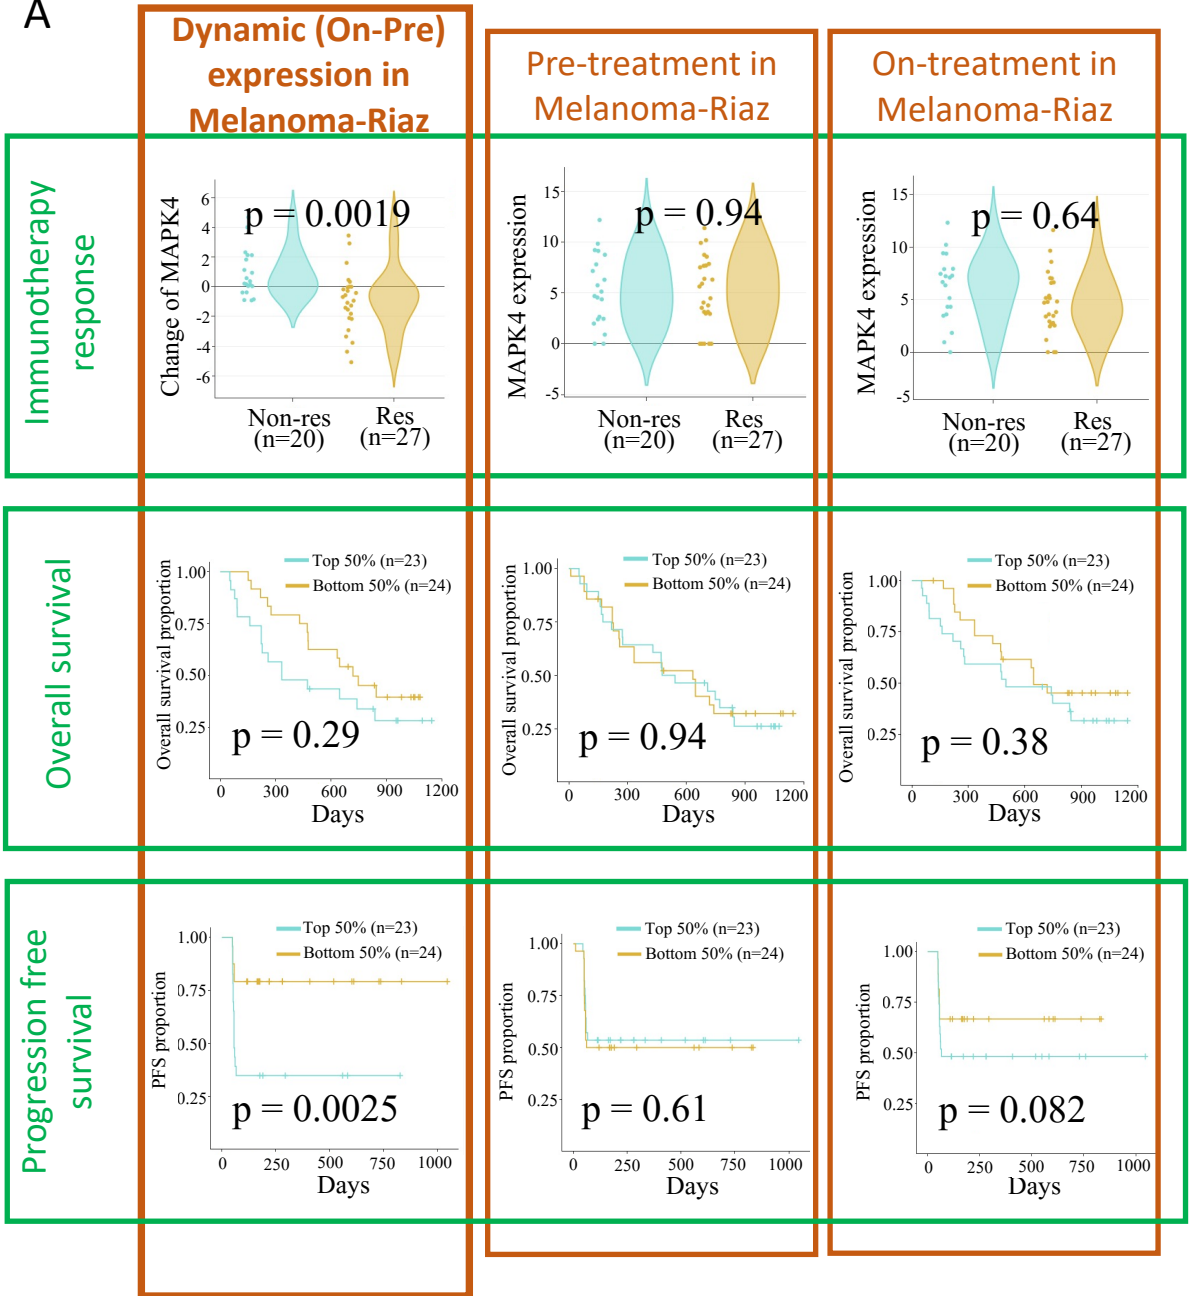 A
Dynamic (On-Pre)
expression in
Melanoma-Riaz
Pre-treatment in
Melanoma-Riaz
On-treatment in
Melanoma-Riaz
Immunotherapy
response
Change of MAPK4
6
4
2
0
-2
-4
-6
p = 0.0019
Non-res
(n=20)
Res
(n=27)
MAPK4 expression
15
10
5
0
-5
p = 0.94
Non-res
(n=20)
Res
(n=27)
MAPK4 expression
15
10
5
0
-5
p = 0.64
Non-res
(n=20)
Res
(n=27)
Overall survival
Overall survival proportion
Top 50% (n=23)
Bottom 50% (n=24)
1.00
0.75
0.50
0.25
p = 0.29
0 300 600 900 1200
Days
Overall survival proportion
Top 50% (n=23)
Bottom 50% (n=24)
1.00
0.75
0.50
0.25
p = 0.94
0 300 600 900 1200
Days
Overall survival proportion
Top 50% (n=23)
Bottom 50% (n=24)
1.00
0.75
0.50
0.25
p = 0.38
0 300 600 900 1200
Days
Progression free
survival
PFS proportion
Top 50% (n=23)
Bottom 50% (n=24)
1.00
0.75
0.50
0.25
p = 0.0025
0 250 500 750 1000
Days
PFS proportion
Top 50% (n=23)
Bottom 50% (n=24)
1.00
0.75
0.50
0.25
p = 0.61
0 250 500 750 1000
Days
PFS proportion
Top 50% (n=23)
Bottom 50% (n=24)
1.00
0.75
0.50
0.25
p = 0.082
0 250 500 750 1000
Days